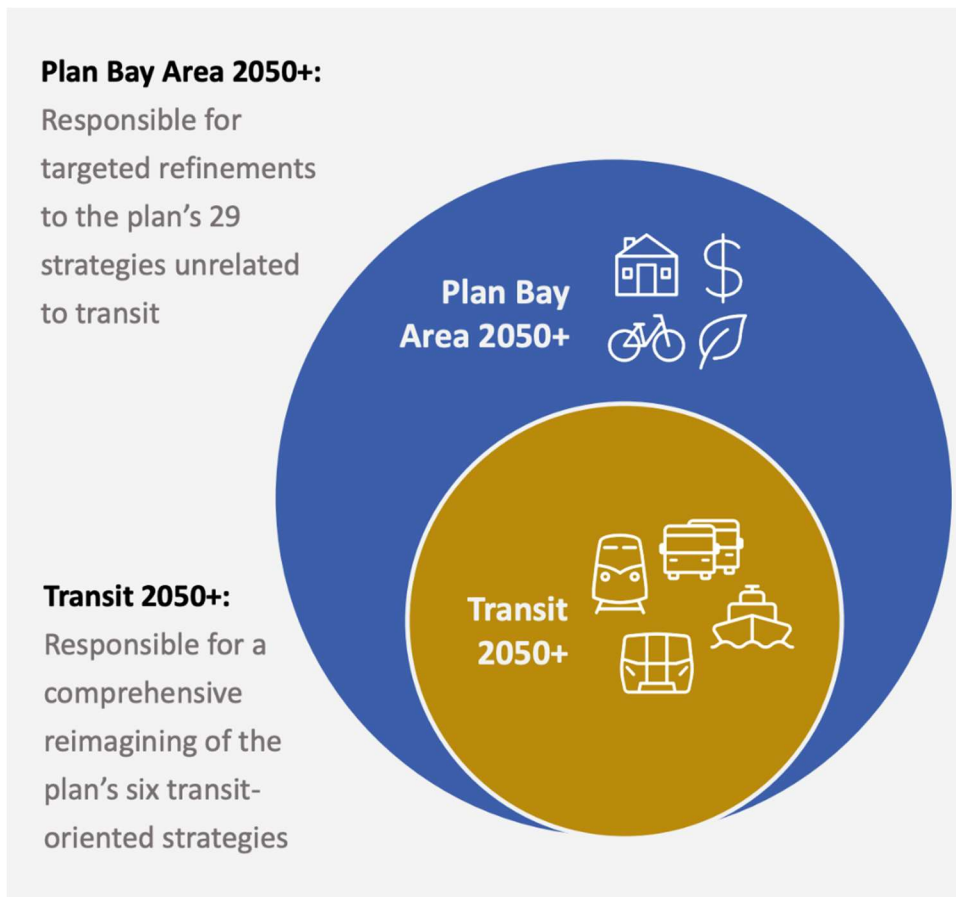 Plan Bay Area 2050+:
Responsible for
targeted refinements
to the plan's 29
strategies unrelated
to transit
Plan Bay
Area 2050+
$
Transit 2050+:
Responsible for a
comprehensive
reimagining of the
plan's six transit-
oriented strategies
Transit
2050+